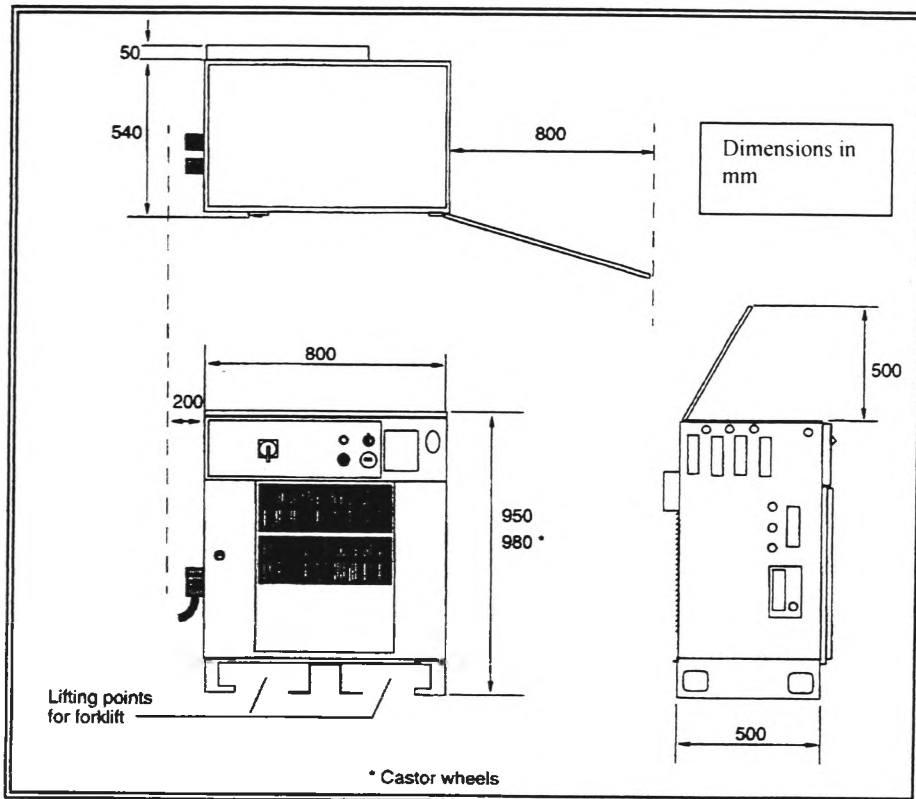 50
540
800
Dimensions in
mm
800
200
500
950
980 *
Lifting points
for forklift
500
* Castor wheels